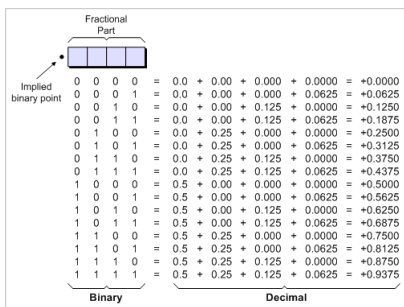 Fractional
Part
Implied
binary point
0 0 0 0 = 0.0 + 0.00 + 0.000 + 0.0000 = +0.0000
0 0 0 1 = 0.0 + 0.00 + 0.000 + 0.0625 = +0.0625
0 0 1 0 = 0.0 + 0.00 + 0.125 + 0.0000 = +0.1250
0 0 1 1 = 0.0 + 0.00 + 0.125 + 0.0625 = +0.1875
0 1 0 0 = 0.0 + 0.25 + 0.000 + 0.0000 = +0.2500
0 1 0 1 = 0.0 + 0.25 + 0.000 + 0.0625 = +0.3125
0 1 1 0 = 0.0 + 0.25 + 0.125 + 0.0000 = +0.3750
0 1 1 1 = 0.0 + 0.25 + 0.125 + 0.0625 = +0.4375
1 0 0 0 = 0.5 + 0.00 + 0.000 + 0.0000 = +0.5000
1 0 0 1 = 0.5 + 0.00 + 0.000 + 0.0625 = +0.5625
1 0 1 0 = 0.5 + 0.00 + 0.125 + 0.0000 = +0.6250
1 0 1 1 = 0.5 + 0.00 + 0.125 + 0.0625 = +0.6875
1 1 0 0 = 0.5 + 0.25 + 0.000 + 0.0000 = +0.7500
1 1 0 1 = 0.5 + 0.25 + 0.000 + 0.0625 = +0.8125
1 1 1 0 = 0.5 + 0.25 + 0.125 + 0.0000 = +0.8750
1 1 1 1 = 0.5 + 0.25 + 0.125 + 0.0625 = +0.9375
Binary Decimal